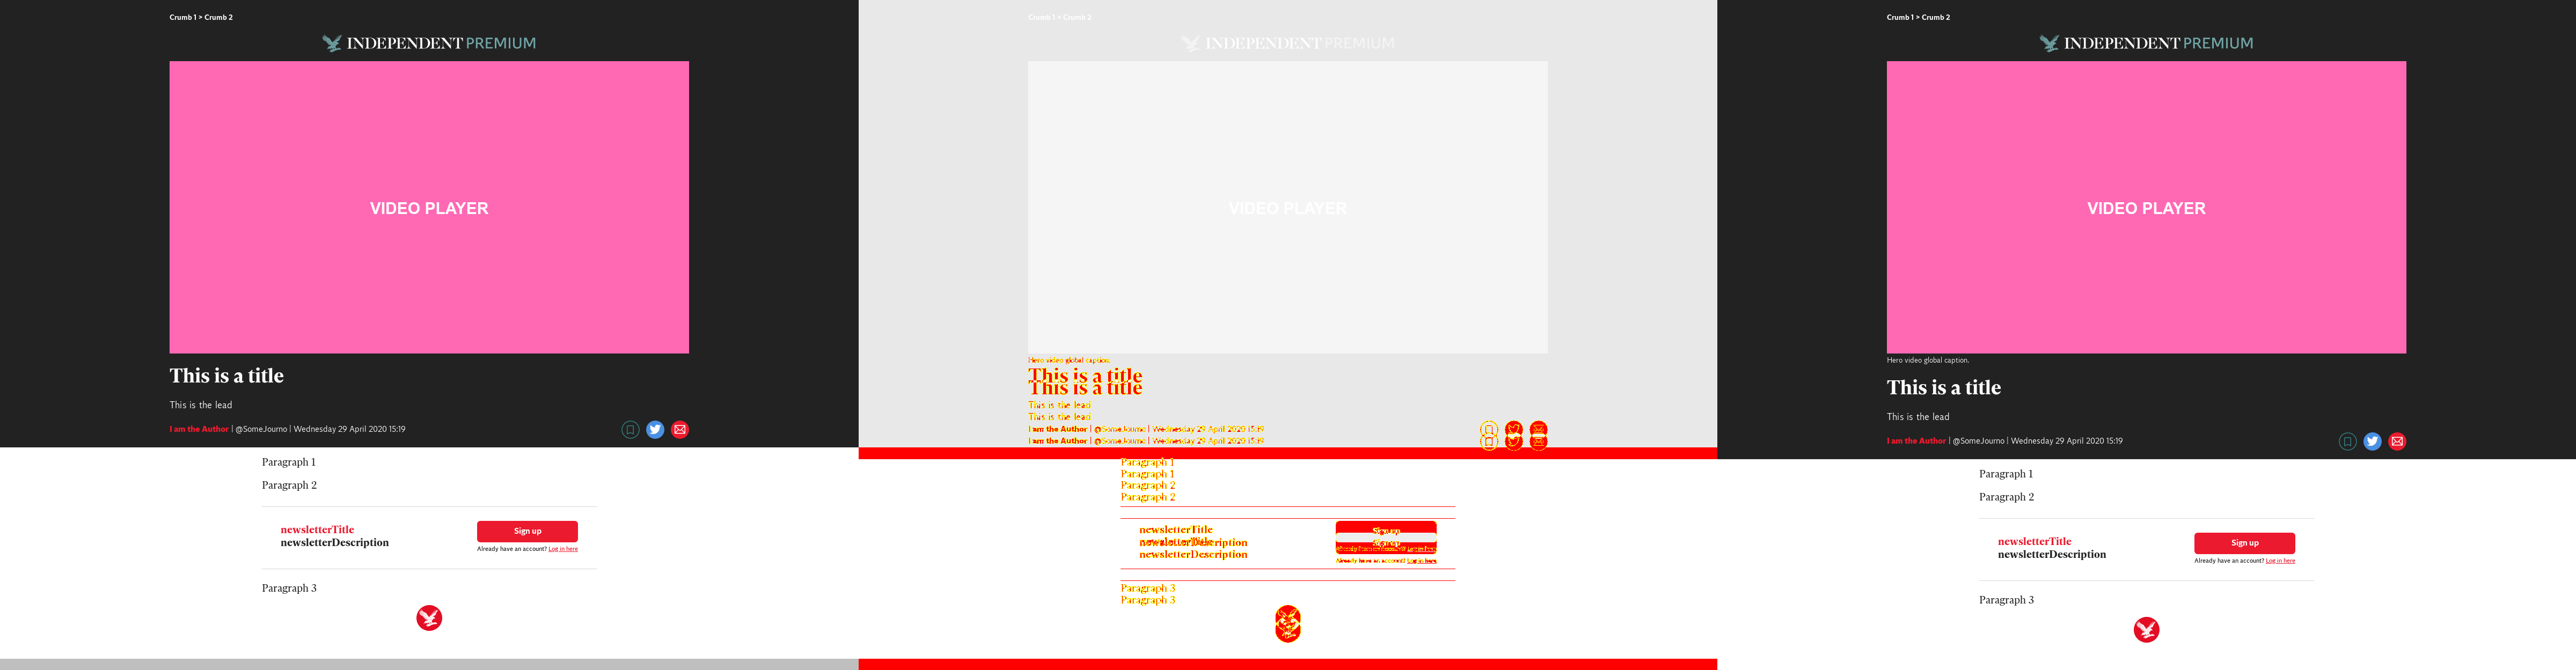 Crumb 1 > Crumb 2
INDEPENDENT PREMIUM
VIDEO PLAYER
This is a title
This is the lead
I am the Author | @SomeJourno | Wednesday 29 April 2020 15:19
Paragraph 1
Paragraph 2
newsletterTitle
newsletterDescription
Sign up
Already have an account? Log in here
Paragraph 3
Crumb 1 > Crumb 2
INDEPENDENT PREMIUM
VIDEO PLAYER
Hero video global caption.
This is a title
This is a title
This is the lead
This is the lead
I am the Author | @SomeJourno | Wednesday 29 April 2020 15:19
I am the Author | @SomeJourno | Wednesday 29 April 2020 15:19
Paragraph 1
Paragraph 1
Paragraph 2
Paragraph 2
newsletterTitle
newsletterTitle
newsletterDescription
newsletterDescription
Sign up
Sign up
Already have an account? Log in here
Already have an account? Log in here
Paragraph 3
Paragraph 3
Crumb 1 > Crumb 2
INDEPENDENT PREMIUM
VIDEO PLAYER
Hero video global caption.
This is a title
This is the lead
I am the Author | @SomeJourno | Wednesday 29 April 2020 15:19
Paragraph 1
Paragraph 2
newsletterTitle
newsletterDescription
Sign up
Already have an account? Log in here
Paragraph 3